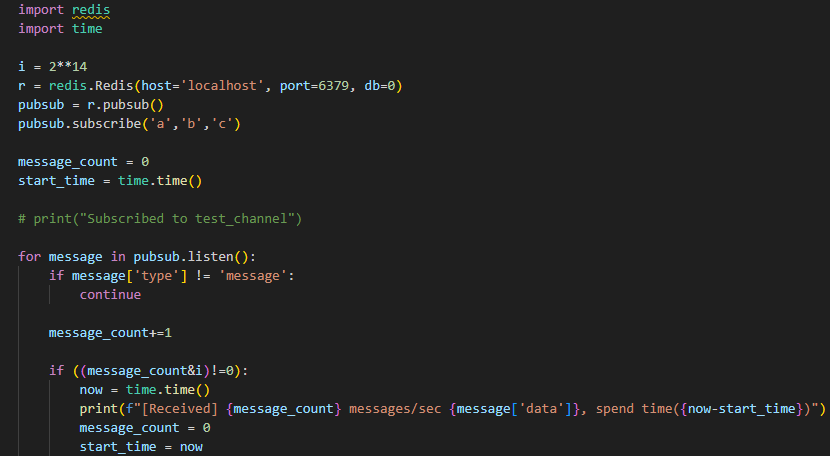 import redis
import time
i = 2**14
r = redis.Redis(host='localhost', port=6379, db=0)
pubsub = r.pubsub()
pubsub.subscribe('a','b','c')
message_count = 0
start_time = time.time()
# print("Subscribed to test_channel")
for message in pubsub.listen():
    if message['type'] != 'message':
        continue
    message_count+=1
    if ((message_count&i)!=0):
        now = time.time()
        print(f"[Received] {message_count} messages/sec {message['data']}, spend time({now-start_time})")
        message_count = 0
        start_time = now